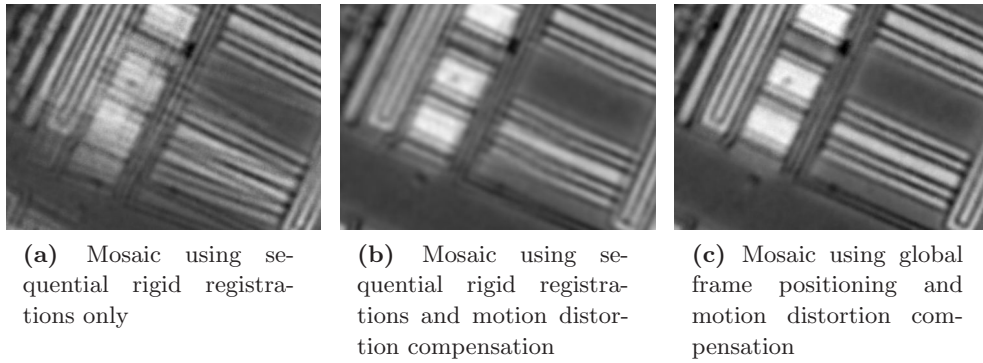 (a) Mosaic using se-
quential rigid registra-
tions only
(b) Mosaic using se-
quential rigid registra-
tions and motion distor-
tion compensation
(c) Mosaic using global
frame positioning and
motion distortion com-
pensation